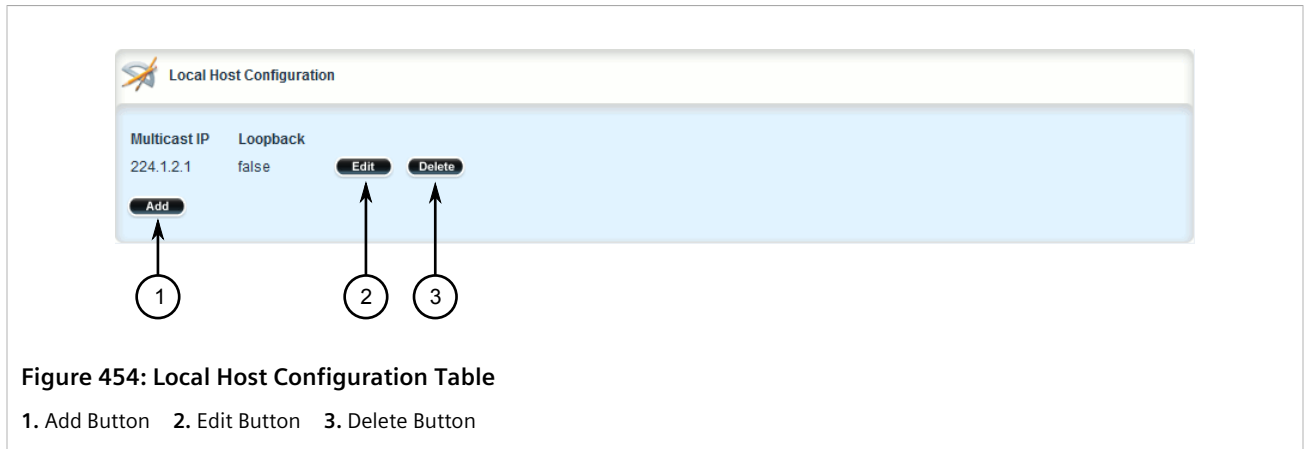 Local Host Configuration
Multicast IP Loopback
224.1.2.1 false Edit Delete
Add
1 2 3
Figure 454: Local Host Configuration Table
1. Add Button 2. Edit Button 3. Delete Button